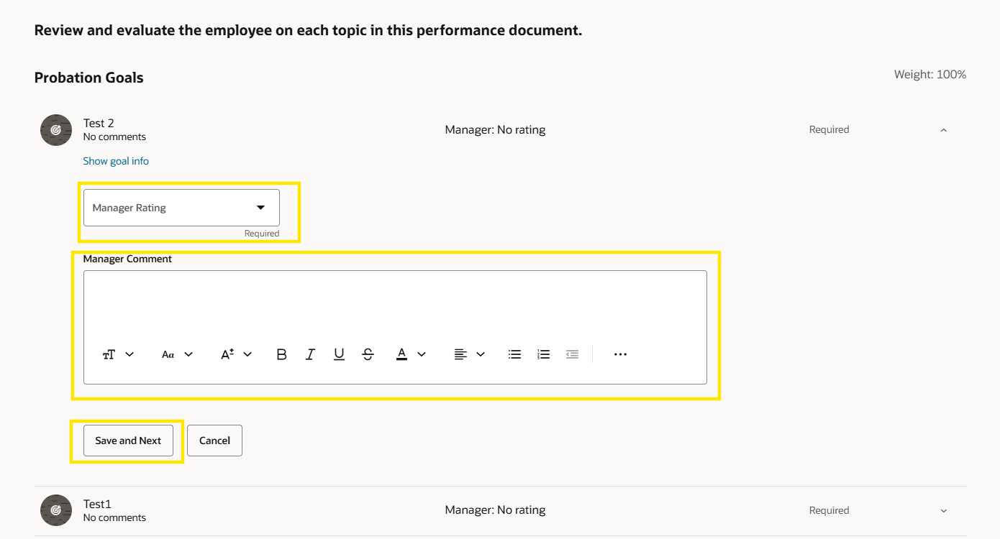 Review and evaluate the employee on each topic in this performance document.
Probation Goals
Weight: 100%
Test 2
No comments
Manager: No rating
Required
Show goal info
Manager Rating
Required
Manager Comment
Save and Next
Cancel
Test1
No comments
Manager: No rating
Required